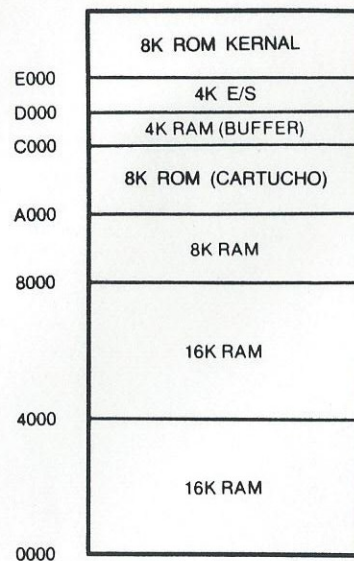 8K ROM KERNAL
E000
4K E/S
D000
4K RAM (BUFFER)
C000
8K ROM (CARTUCHO)
A000
8K RAM
8000
16K RAM
4000
16K RAM
0000